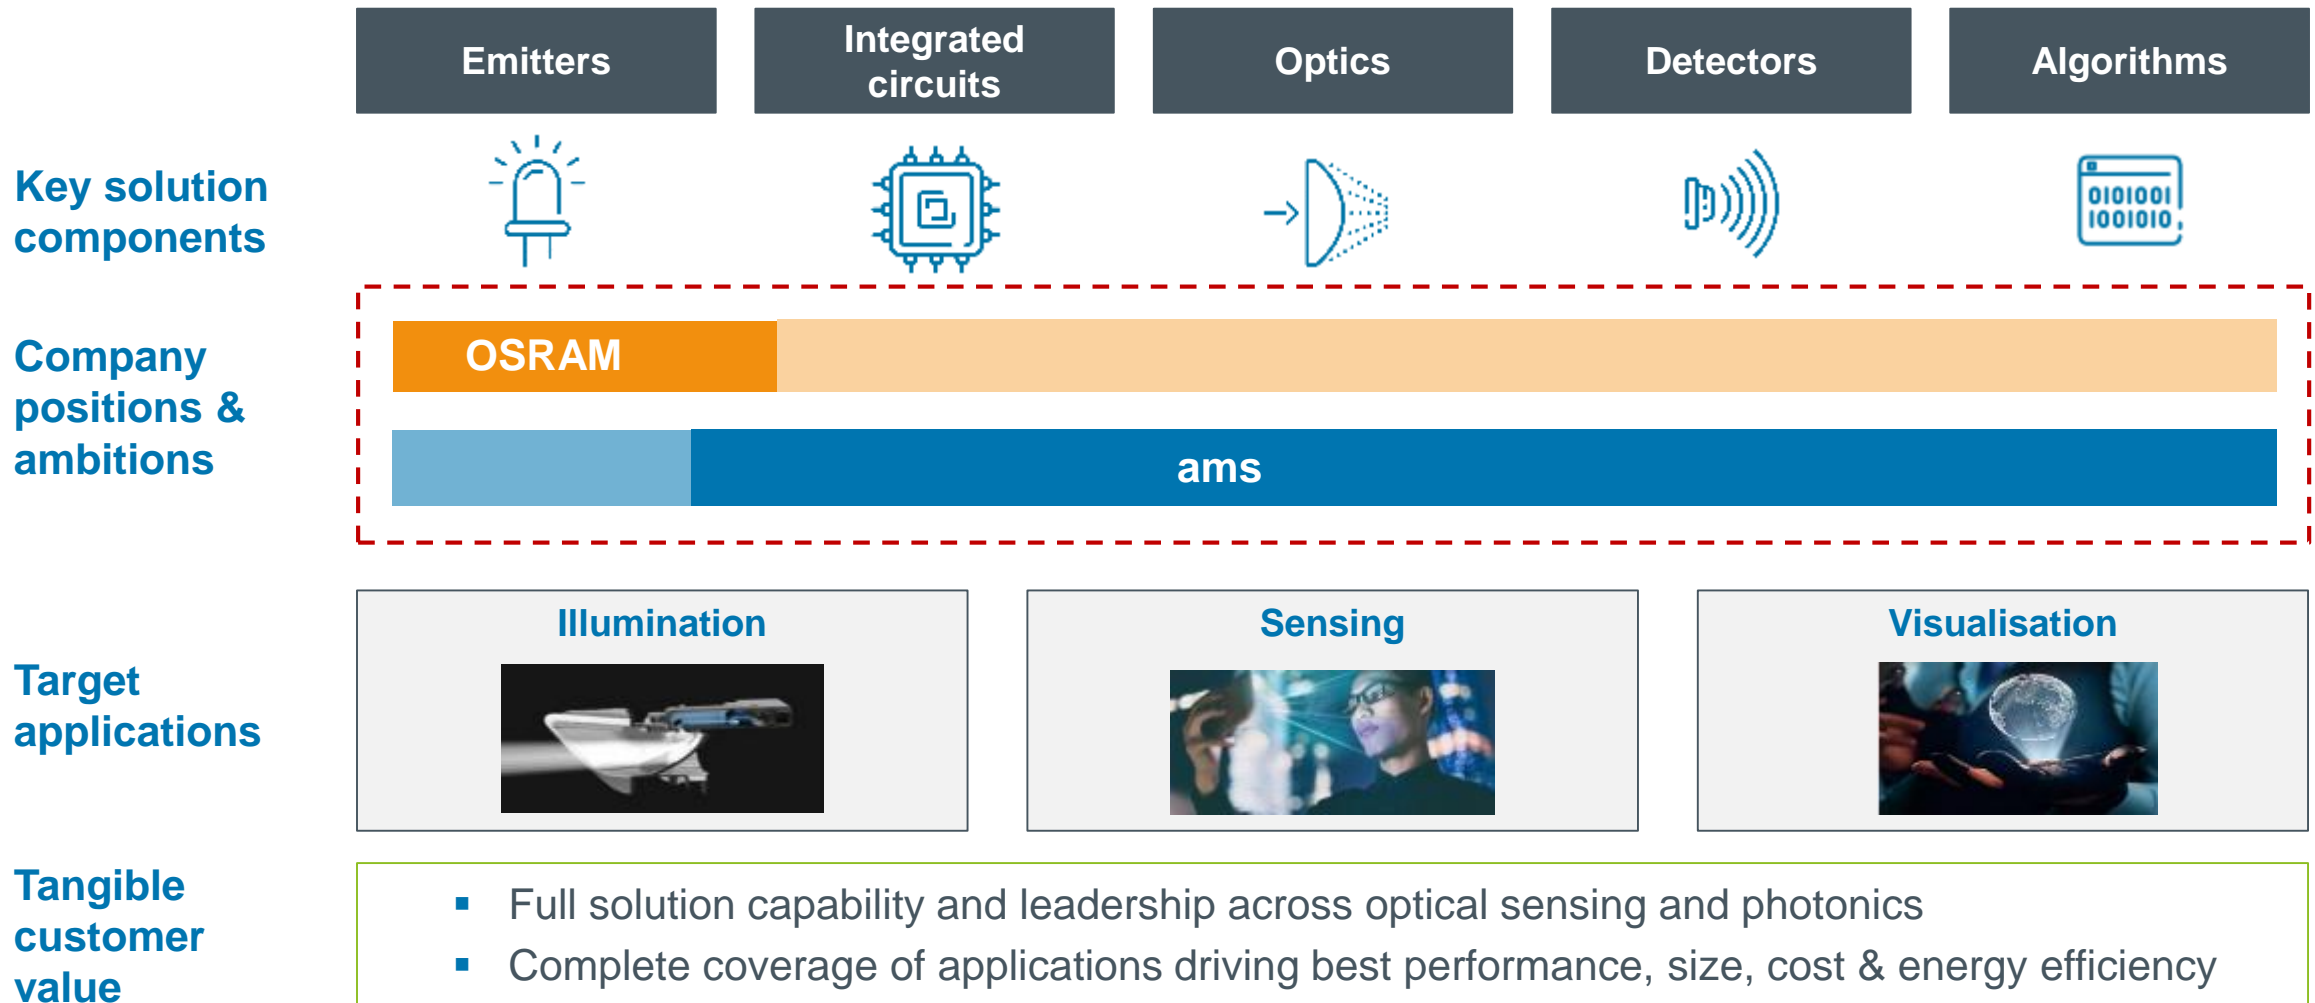 Emitters
Integrated
circuits
Optics
Detectors
Algorithms
Key solution
components
0101001
1001010
Company
positions &
ambitions
OSRAM
ams
Target
applications
Illumination
Sensing
Visualisation
Tangible
customer
value
▪ Full solution capability and leadership across optical sensing and photonics
▪ Complete coverage of applications driving best performance, size, cost & energy efficiency